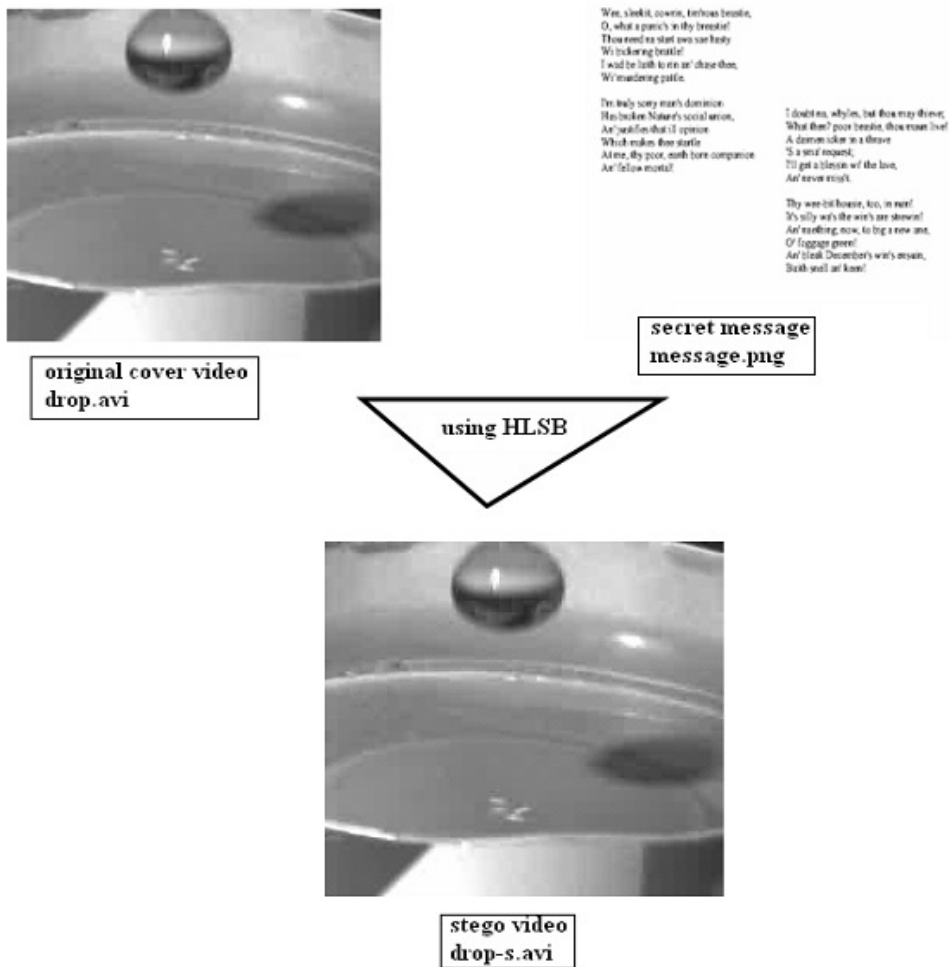 Wee, sleekit, cowrin, tim'rous beastie,
O, what a panic's in thy breastie!
Thou need na start awa sae hasty
Wi' bickering brattle!
I wad be laith to rin an' chase thee,
Wi' murdering pattle.
I'm truly sorry man's dominion
Has broken Nature's social union,
An' justifies that ill opinion
Which makes thee startle
At me, thy poor, earth born companion
An' fellow mortal!
I doubt na, whyles, but thou may thieve;
What then? poor beastie, thou maun live!
A daimen icker in a thrave
'S a sma' request;
I'll get a blessin wi' the lave,
An' never miss't.
Thy wee-bit housie, too, in ruin!
It's silly wa's the win's are strewin!
An' naething, now, to big a new ane,
O' foggage green!
An' bleak December's win's ensuin,
Baith snell an' keen!
original cover video
drop.avi
secret message
message.png
using HLSB
stego video
drop-s.avi